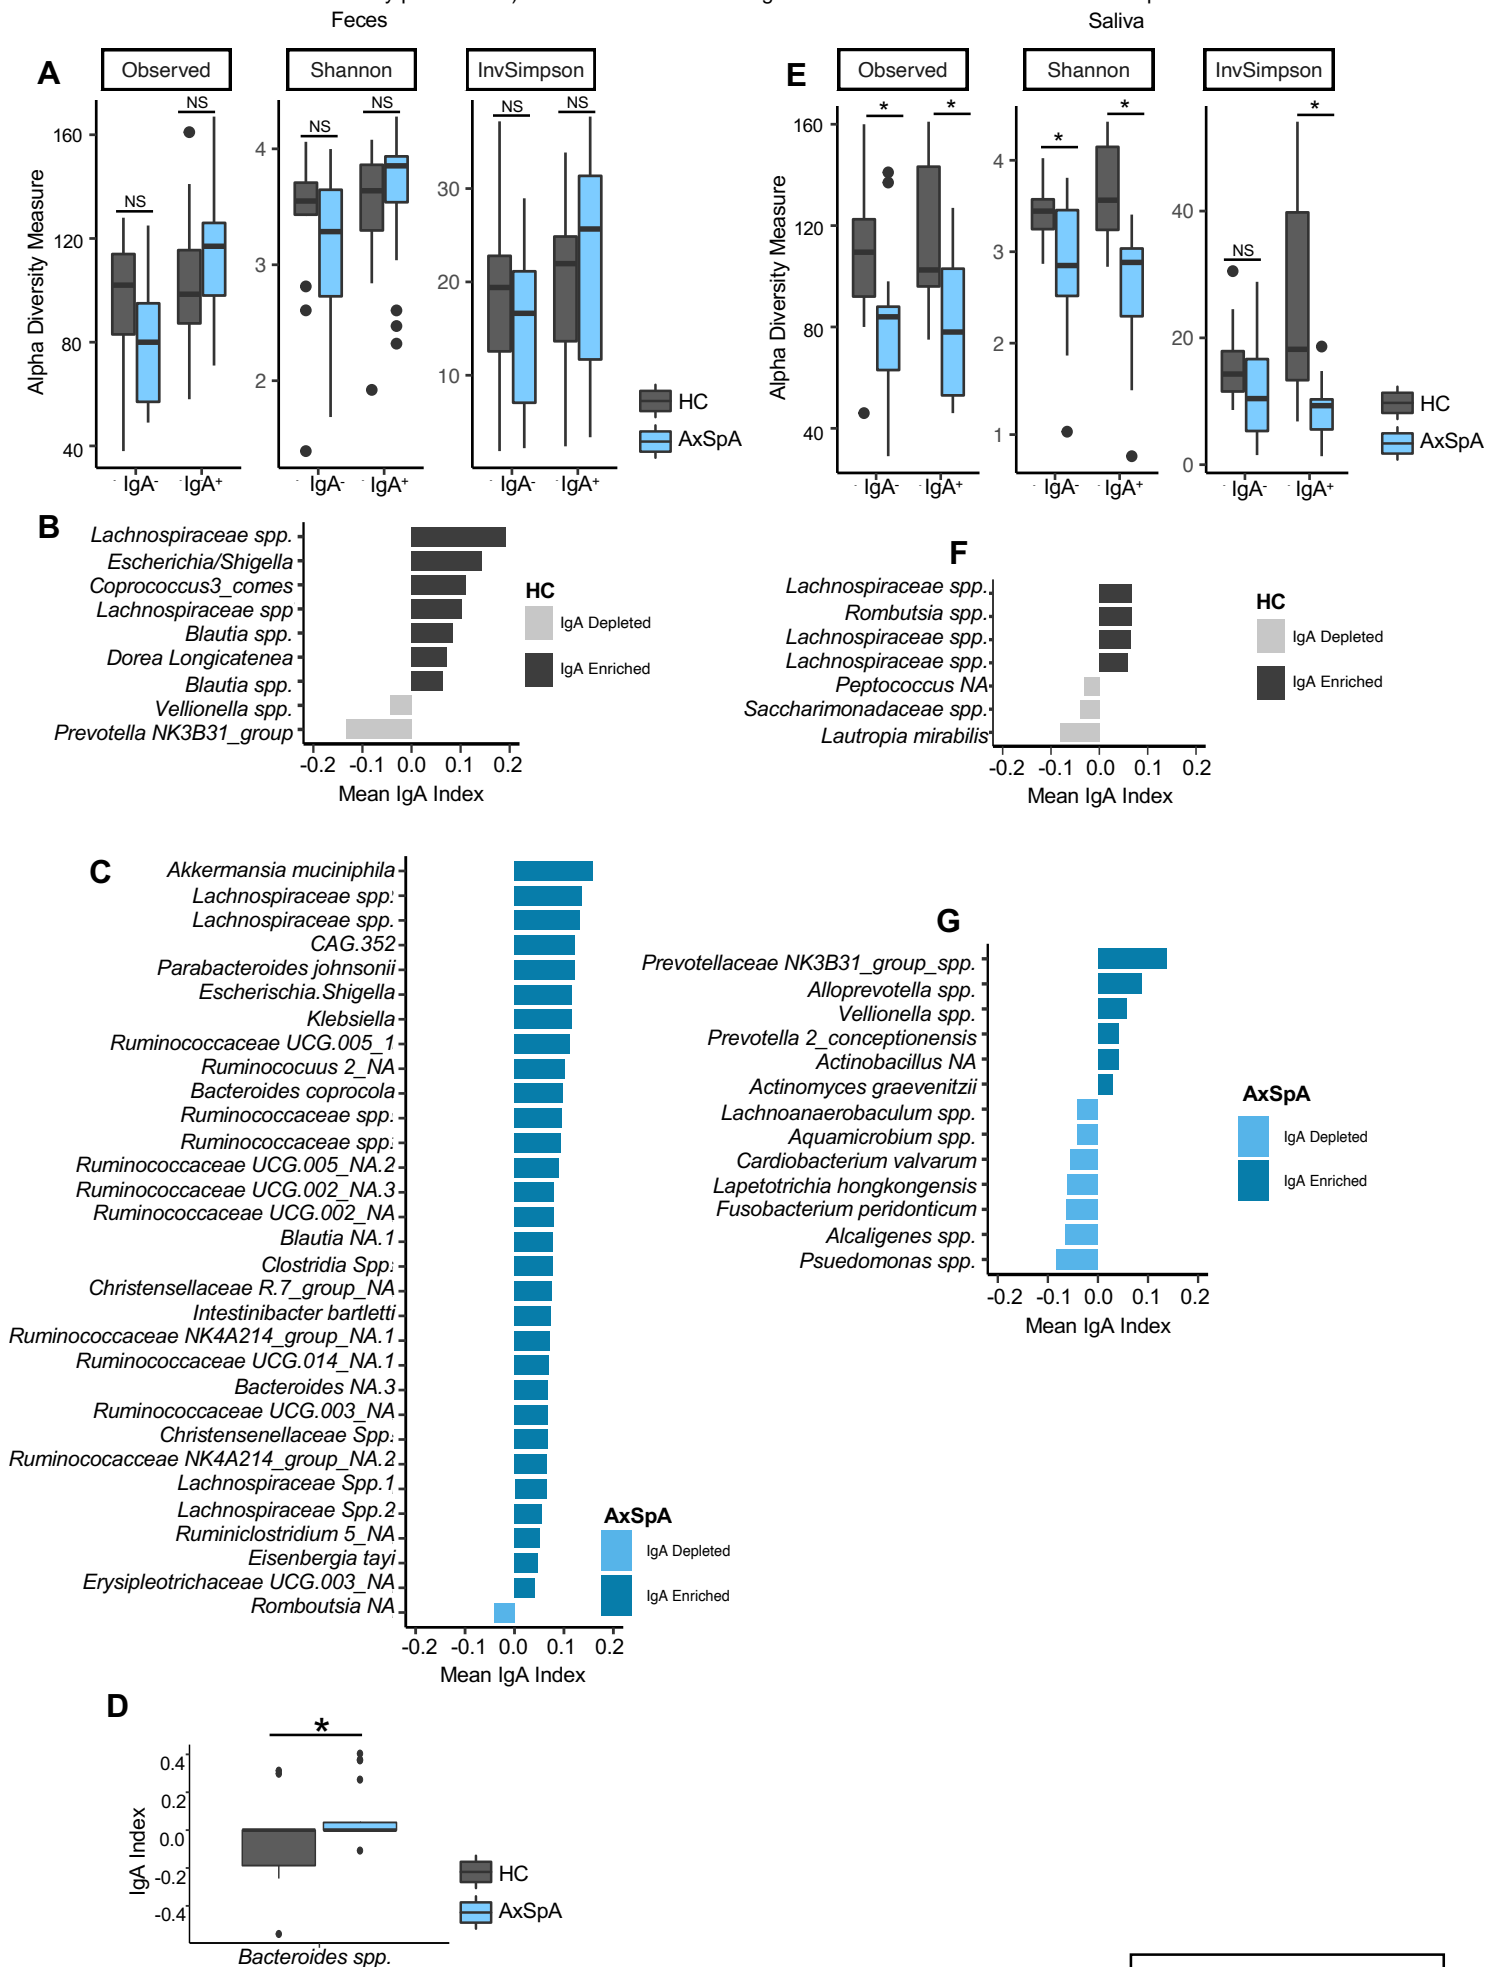 Feces
Saliva
A
Observed
Shannon
InvSimpson
Alpha Diversity Measure
160
120
80
40
NS
NS
4
3
2
NS
NS
30
20
10
NS
NS
IgA-
IgA+
IgA-
IgA+
IgA-
IgA+
HC
AxSpA
E
Observed
Shannon
InvSimpson
Alpha Diversity Measure
160
120
80
40
*
*
4
3
2
1
*
*
40
20
0
NS
*
IgA-
IgA+
IgA-
IgA+
IgA-
IgA+
HC
AxSpA
B
Lachnospiraceae spp.
Escherichia/Shigella
Coprococcus3_comes
Lachnospiraceae spp
Blautia spp.
Dorea Longicatenea
Blautia spp.
Vellionella spp.
Prevotella NK3B31_group
-0.2 -0.1 0.0 0.1 0.2
Mean IgA Index
HC
IgA Depleted
IgA Enriched
F
Lachnospiraceae spp.
Rombutsia spp.
Lachnospiraceae spp.
Lachnospiraceae spp.
Peptococcus NA
Saccharimonadaceae spp.
Lautropia mirabilis
-0.2 -0.1 0.0 0.1 0.2
Mean IgA Index
HC
IgA Depleted
IgA Enriched
C
Akkermansia muciniphila
Lachnospiraceae spp.
Lachnospiraceae spp.
CAG.352
Parabacteroides johnsonii
Escherischia.Shigella
Klebsiella
Ruminococcaceae UCG.005_1
Ruminococuus 2_NA
Bacteroides coprocola
Ruminococcaceae spp.
Ruminococcaceae spp.
Ruminococcaceae UCG.005_NA.2
Ruminococcaceae UCG.002_NA.3
Ruminococcaceae UCG.002_NA
Blautia NA.1
Clostridia Spp.
Christensellaceae R.7_group_NA
Intestinibacter bartletti
Ruminococcaceae NK4A214_group_NA.1
Ruminococcaceae UCG.014_NA.1
Bacteroides NA.3
Ruminococcaceae UCG.003_NA
Christensenellaceae Spp.
Ruminococacceae NK4A214_group_NA.2
Lachnospiraceae Spp.1
Lachnospiraceae Spp.2
Ruminiclostridium 5_NA
Eisenbergia tayi
Erysipleotrichaceae UCG.003_NA
Romboutsia NA
-0.2 -0.1 0.0 0.1 0.2
Mean IgA Index
AxSpA
IgA Depleted
IgA Enriched
G
Prevotellaceae NK3B31_group_spp.
Alloprevotella spp.
Vellionella spp.
Prevotella 2_conceptionensis
Actinobacillus NA
Actinomyces graevenitzii
Lachnoanaerobaculum spp.
Aquamicrobium spp.
Cardiobacterium valvarum
Lapetotrichia hongkongensis
Fusobacterium peridonticum
Alcaligenes spp.
Psuedomonas spp.
-0.2 -0.1 0.0 0.1 0.2
Mean IgA Index
AxSpA
IgA Depleted
IgA Enriched
D
*
IgA Index
0.4
0.2
0.0
-0.2
-0.4
Bacteroides spp.
HC
AxSpA